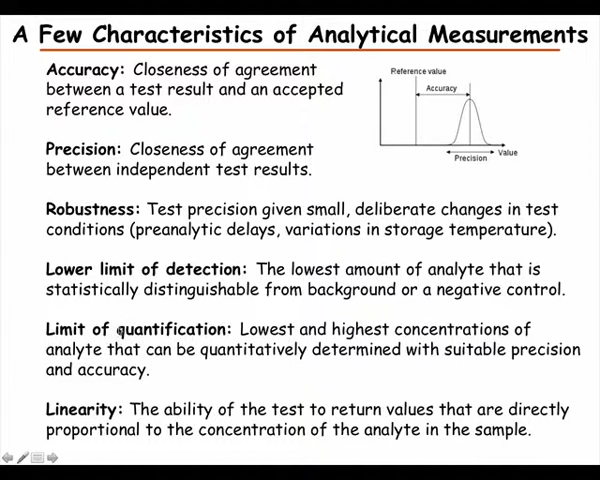 A Few Characteristics of Analytical Measurements
Accuracy: Closeness of agreement
between a test result and an accepted
reference value.
Reference value
Accuracy
Value
Precision
Precision: Closeness of agreement
between independent test results.
Robustness: Test precision given small, deliberate changes in test
conditions (preanalytic delays, variations in storage temperature).
Lower limit of detection: The lowest amount of analyte that is
statistically distinguishable from background or a negative control.
Limit of quantification: Lowest and highest concentrations of
analyte that can be quantitatively determined with suitable precision
and accuracy.
Linearity: The ability of the test to return values that are directly
proportional to the concentration of the analyte in the sample.